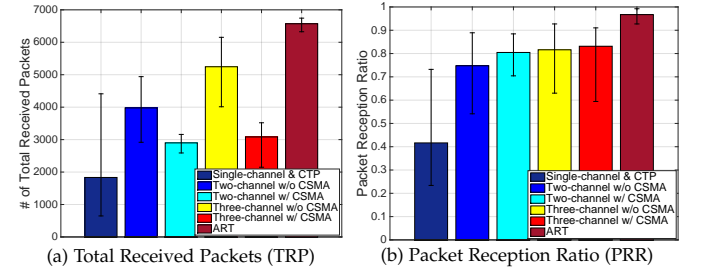 7000
6000
5000
4000
3000
2000
1000
0
# of Total Received Packets
Single-channel & CTP
Two-channel w/o CSMA
Two-channel w/ CSMA
Three-channel w/o CSMA
Three-channel w/ CSMA
ART
(a) Total Received Packets (TRP)
1
0.9
0.8
0.7
0.6
0.5
0.4
0.3
0.2
0.1
0
Packet Reception Ratio
Single-channel & CTP
Two-channel w/o CSMA
Two-channel w/ CSMA
Three-channel w/o CSMA
Three-channel w/ CSMA
ART
(b) Packet Reception Ratio (PRR)